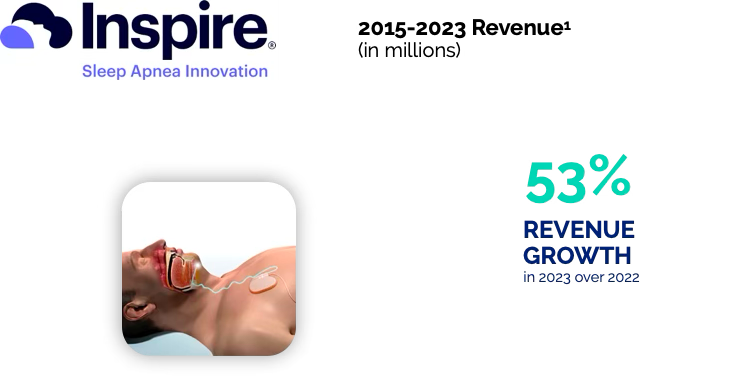 Inspire®
Sleep Apnea Innovation
2015-2023 Revenue¹
(in millions)
53%
REVENUE
GROWTH
in 2023 over 2022